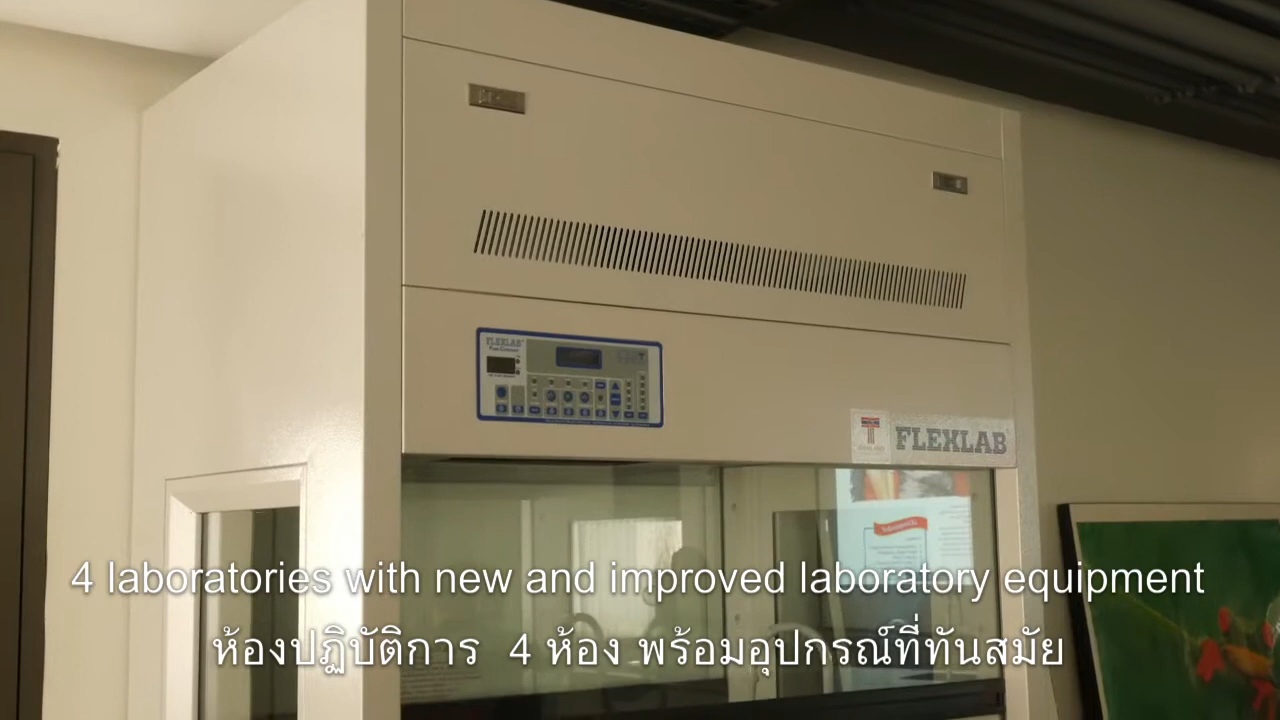 FLEXLAB
FLEXLAB
4 laboratories with new and improved laboratory equipment
ห้องปฏิบัติการ 4 ห้อง พร้อมอุปกรณ์ที่ทันสมัย